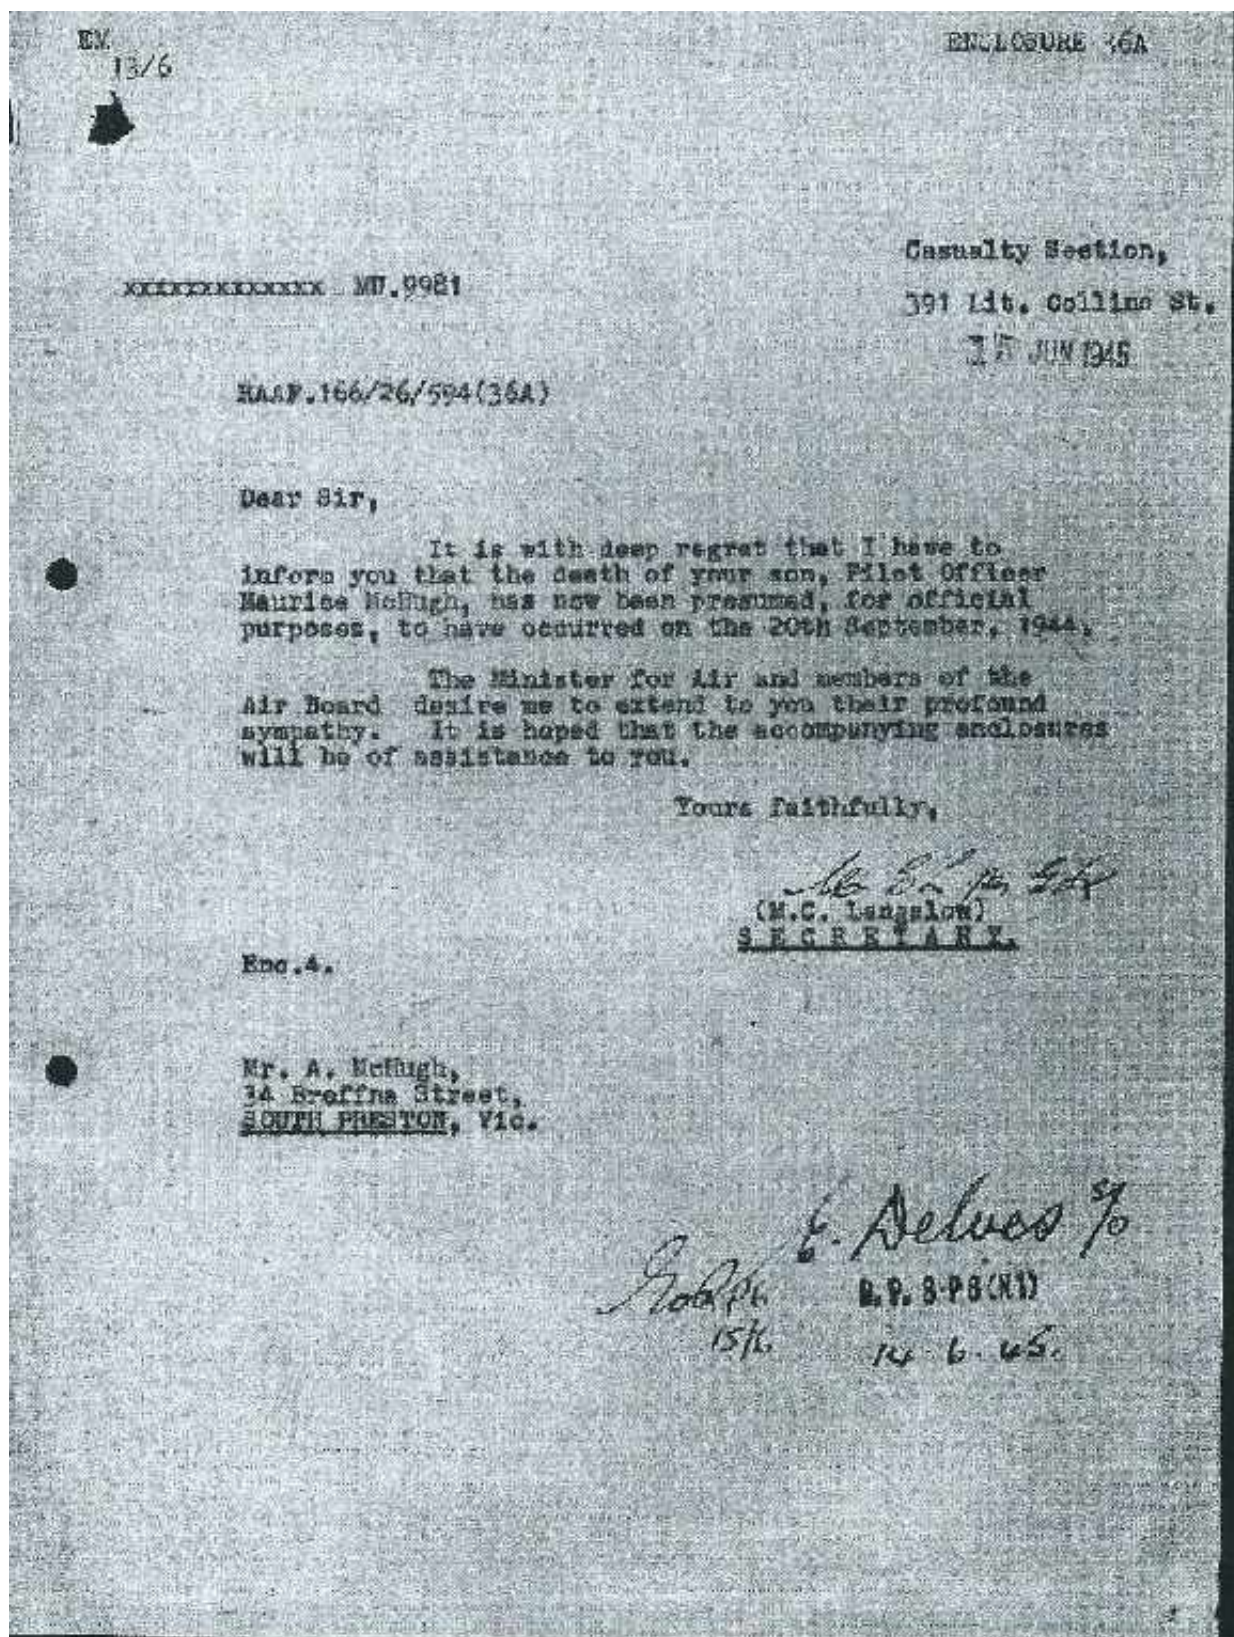 EM.
13/6
ENCLOSURE 36A
Casualty Section,
xxxxxxxxxxxxx MU.9981
391 Lit. Collins St.
15 JUN 1945
RAAF.166/26/594(36A)
Dear Sir,
It is with deep regret that I have to
inform you that the death of your son, Pilot Officer
Maurice McHugh, has now been presumed, for official
purposes, to have occurred on the 20th September, 1944.
The Minister for Air and members of the
Air Board desire me to extend to you their profound
sympathy. It is hoped that the accompanying enclosures
will be of assistance to you.
Yours faithfully,
(M.C. Langslow)
SECRETARY.
Enc.4.
Mr. A. McHugh,
34 Breffna Street,
SOUTH PRESTON, Vic.
Delves S/O
15/6
14.6.45.